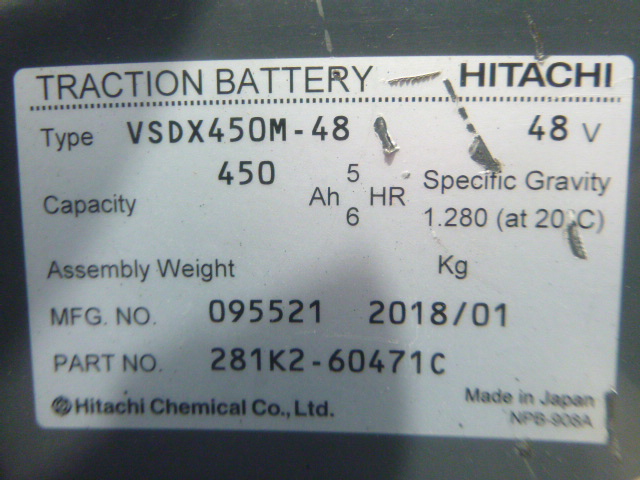 TRACTION BATTERY HITACHI
Type VSDX450M-48 48 V
Capacity 450 Ah 5 HR
6
Specific Gravity
1.280 (at 20°C)
Assembly Weight Kg
MFG. NO. 095521 2018/01
PART NO. 281K2-60471C
Hitachi Chemical Co., Ltd.
Made in Japan
NPB-908A